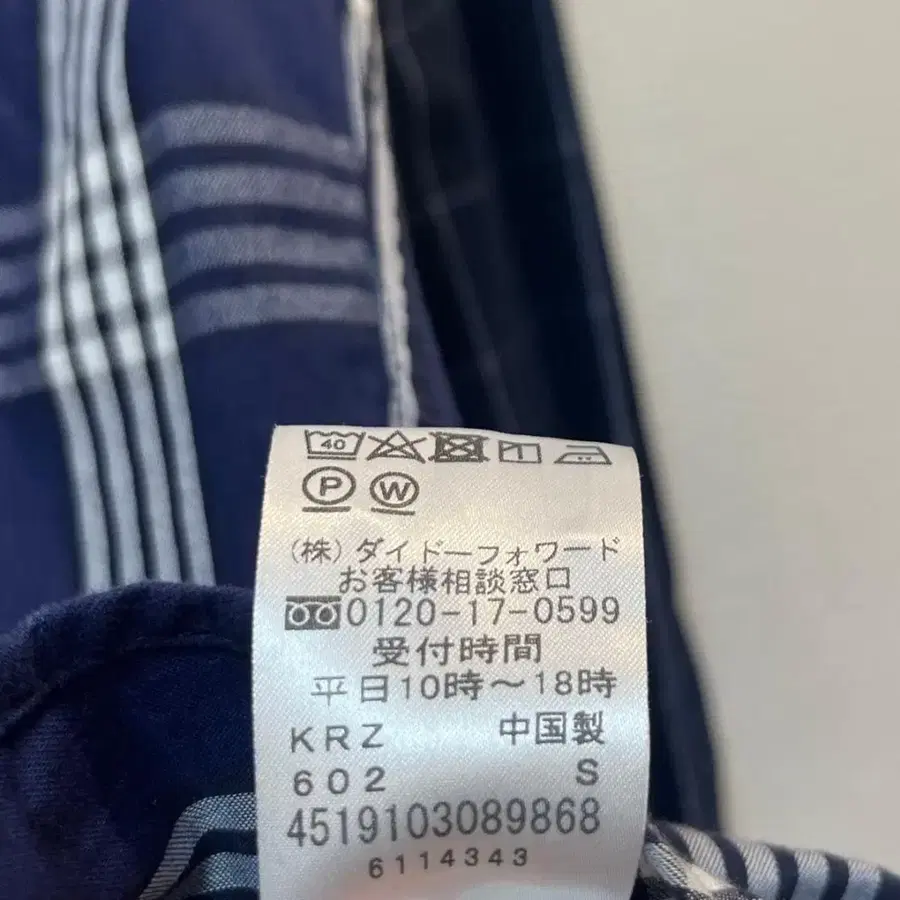 40
P W
(株)ダイドーフォワード
お客様相談窓口
0120-17-0599
受付時間
平日10時～18時
KRZ 中国製
602 S
4519103089868
6114343